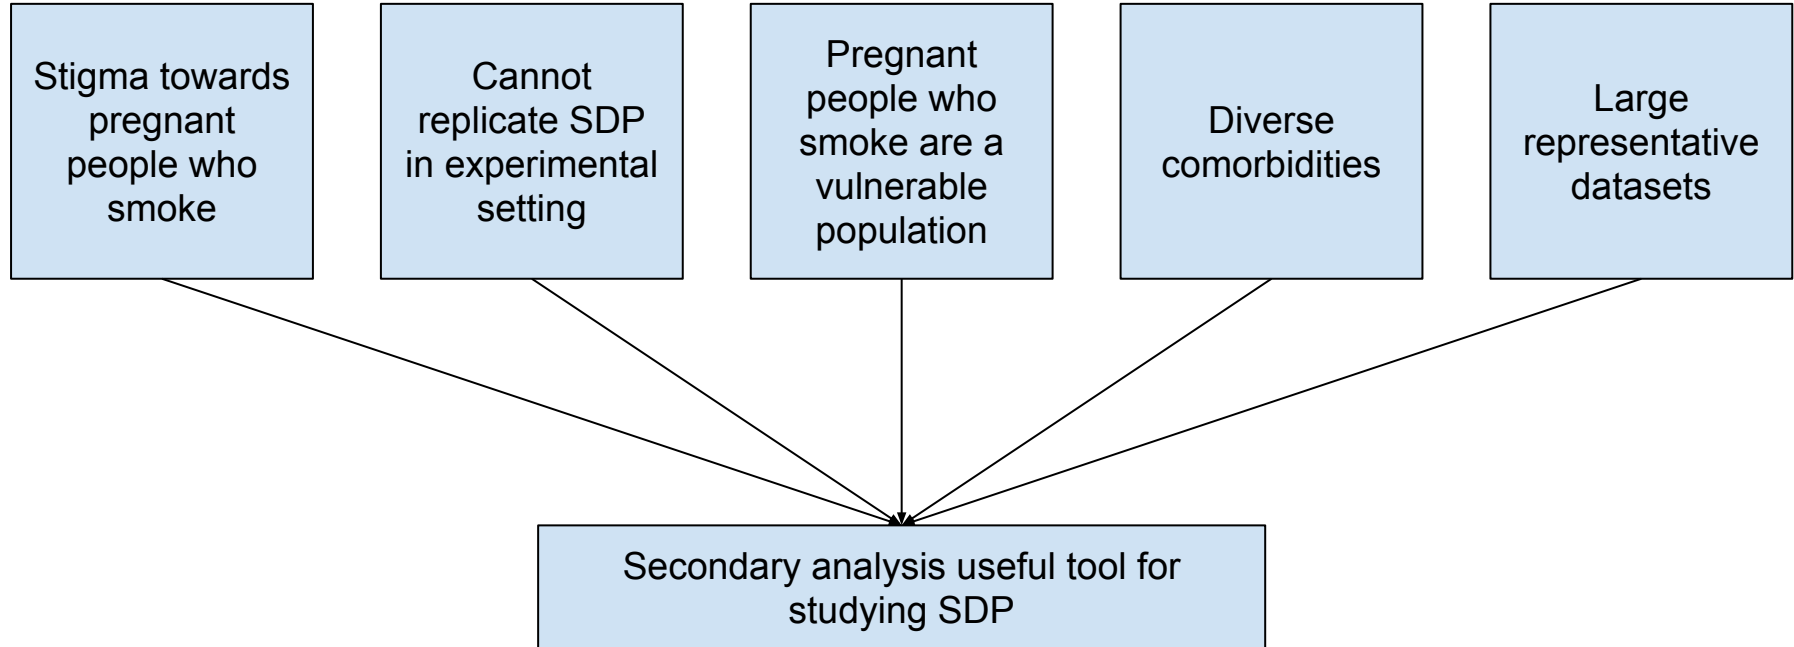 Stigma towards
pregnant
people who
smoke
Cannot
replicate SDP
in experimental
setting
Pregnant
people who
smoke are a
vulnerable
population
Diverse
comorbidities
Large
representative
datasets
Secondary analysis useful tool for
studying SDP